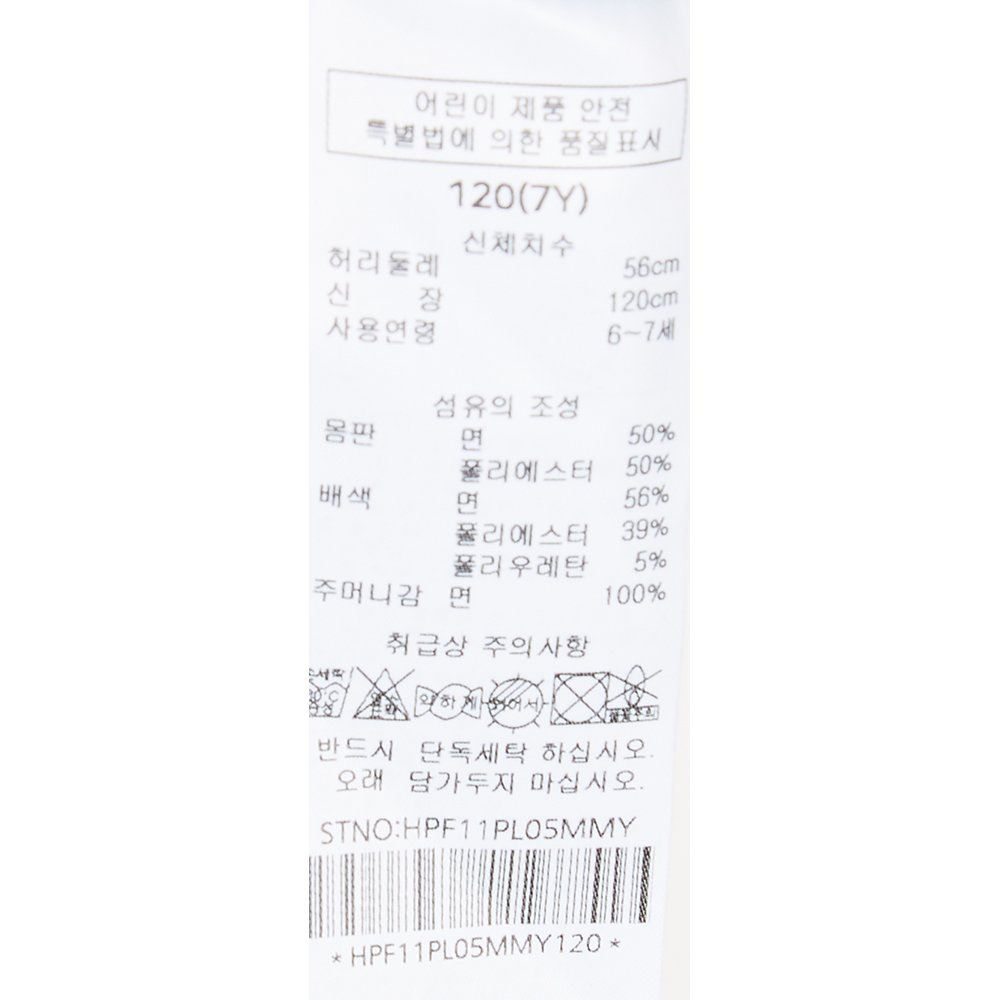 어린이 제품 안전
특별법에 의한 품질표시
120(7Y)
신체치수
허리둘레 56cm
신 장 120cm
사용연령 6~7세
섬유의 조성
몸판 면 50%
폴리에스터 50%
배색 면 56%
폴리에스터 39%
폴리우레탄 5%
주머니감 면 100%
취급상 주의사항
약하게
반드시 단독세탁 하십시오.
오래 담가두지 마십시오.
STNO:HPF11PL05MMY
*HPF11PL05MMY120*